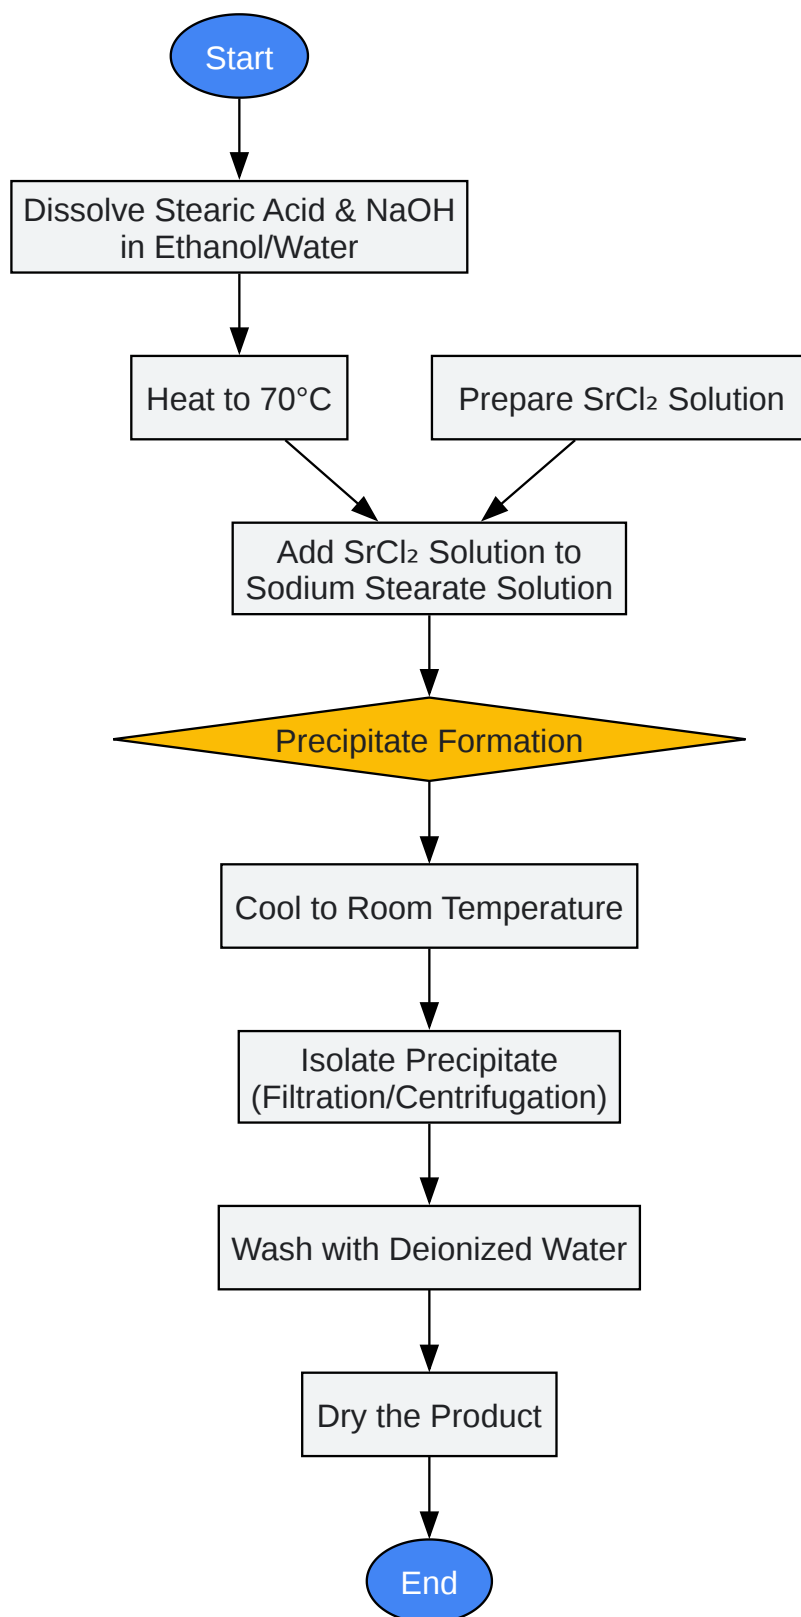 Start
Dissolve Stearic Acid & NaOH
in Ethanol/Water
Heat to 70°C
Prepare SrCl₂ Solution
Add SrCl₂ Solution to
Sodium Stearate Solution
Precipitate Formation
Cool to Room Temperature
Isolate Precipitate
(Filtration/Centrifugation)
Wash with Deionized Water
Dry the Product
End